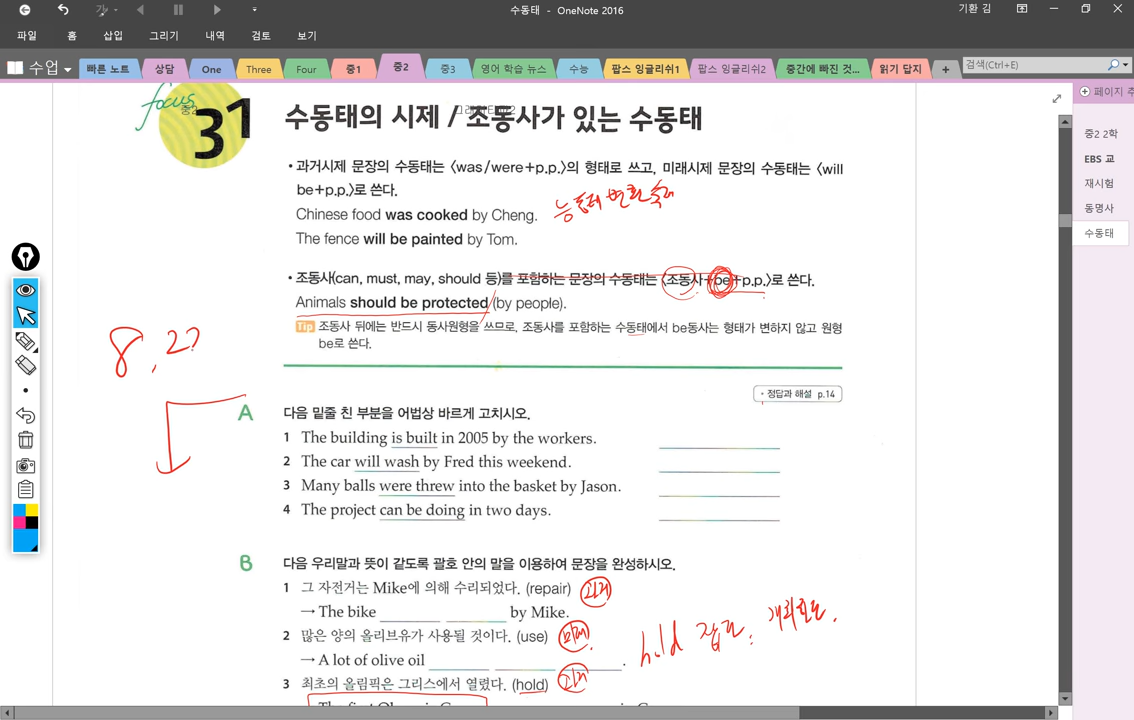 수동태 - OneNote 2016
기환 김
파일 홈 삽입 그리기 내역 검토 보기
수업 빠른 노트 상담 One Three Four 중1 중2 중3 영어 학습 뉴스 수능 팝스 잉글리쉬1 팝스 잉글리쉬2 중간에 빠진 것... 읽기 답지 +
검색(Ctrl+E)
페이지 추
중2 2학
EBS 교
재시험
동명사
수동태
focus
31
수동태의 시제 / 조동사가 있는 수동태
• 과거시제 문장의 수동태는 〈was/were+p.p.〉의 형태로 쓰고, 미래시제 문장의 수동태는 〈will
be+p.p.〉로 쓴다.
Chinese food was cooked by Cheng.
The fence will be painted by Tom.
• 조동사(can, must, may, should 등)를 포함하는 문장의 수동태는 〈조동사+be+p.p.〉로 쓴다.
Animals should be protected (by people).
Tip 조동사 뒤에는 반드시 동사원형을 쓰므로, 조동사를 포함하는 수동태에서 be동사는 형태가 변하지 않고 원형
be로 쓴다.
8, 2?
• 정답과 해설 p.14
A 다음 밑줄 친 부분을 어법상 바르게 고치시오.
1 The building is built in 2005 by the workers.
2 The car will wash by Fred this weekend.
3 Many balls were threw into the basket by Jason.
4 The project can be doing in two days.
B 다음 우리말과 뜻이 같도록 괄호 안의 말을 이용하여 문장을 완성하시오.
1 그 자전거는 Mike에 의해 수리되었다. (repair) 과거
→ The bike by Mike.
2 많은 양의 올리브유가 사용될 것이다. (use) 미래
→ A lot of olive oil .
hold 잡다, 개최하다.
3 최초의 올림픽은 그리스에서 열렸다. (hold) 과거